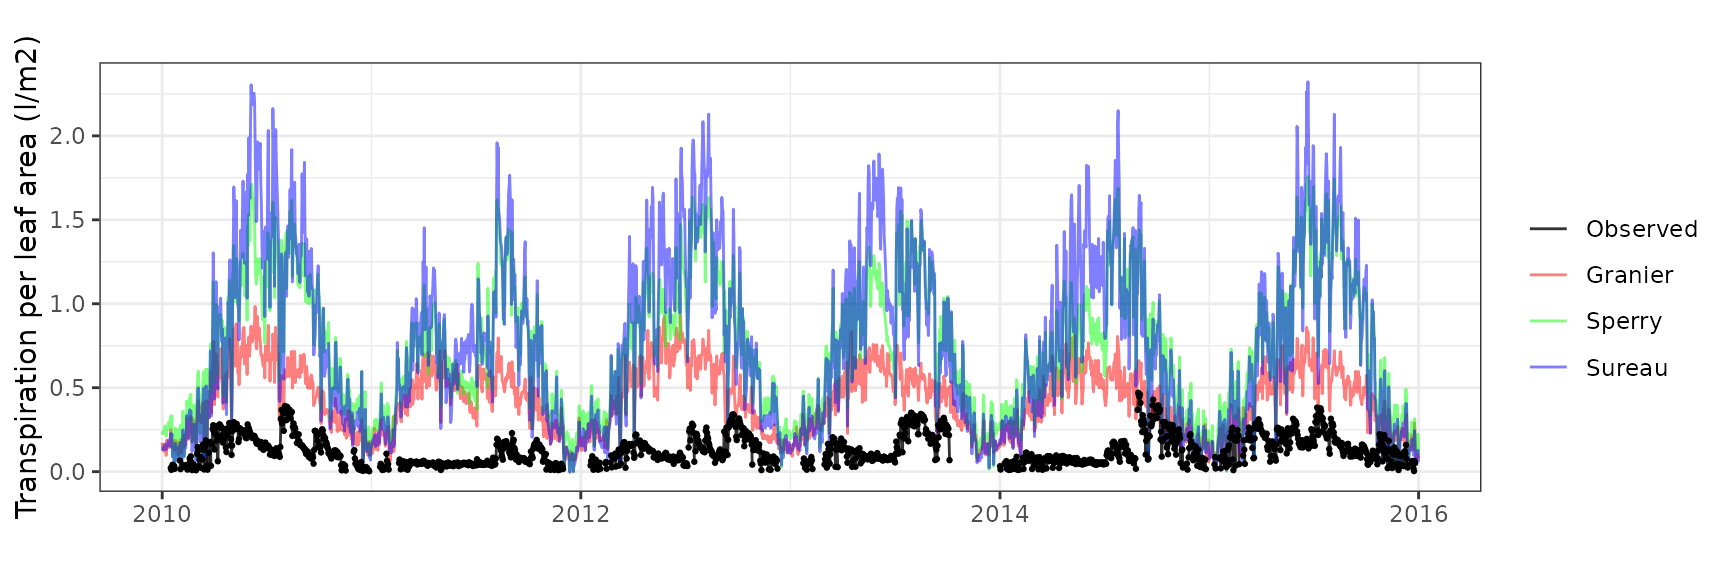 Transpiration per leaf area (l/m2)
2.0
1.5
1.0
0.5
0.0
2010
2012
2014
2016
Observed
Granier
Sperry
Sureau